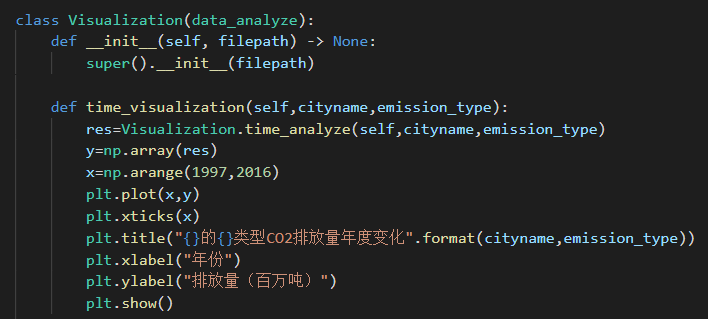 class Visualization(data_analyze):
    def __init__(self, filepath) -> None:
        super().__init__(filepath)

    def time_visualization(self,cityname,emission_type):
        res=Visualization.time_analyze(self,cityname,emission_type)
        y=np.array(res)
        x=np.arange(1997,2016)
        plt.plot(x,y)
        plt.xticks(x)
        plt.title("{}的{}类型CO2排放量年度变化".format(cityname,emission_type))
        plt.xlabel("年份")
        plt.ylabel("排放量（百万吨）")
        plt.show()